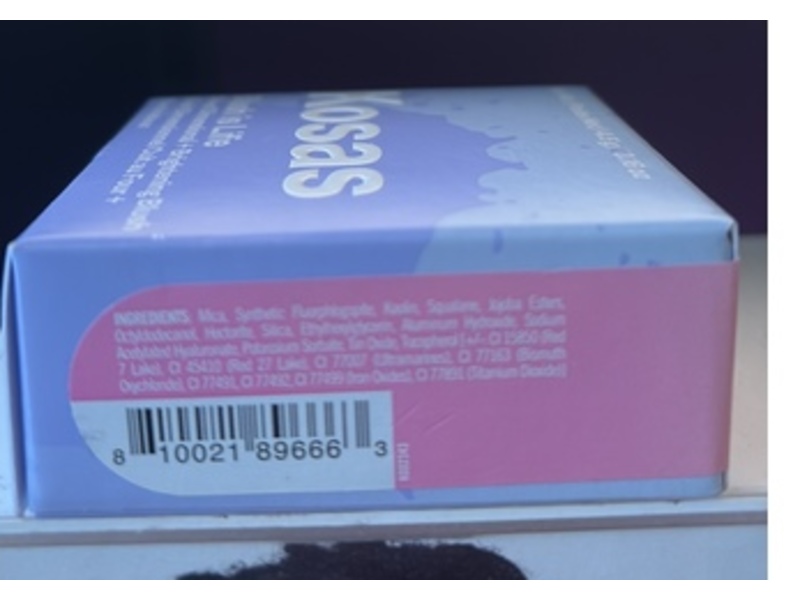 Kosas
is Life
INGREDIENTS: Mica, Synthetic Fluorphlogopite, Kaolin, Squalane, Jojoba Esters,
Octyldodecanol, Hectorite, Silica, Ethylhexylglycerin, Aluminum Hydroxide, Sodium
Acetylated Hyaluronate, Potassium Sorbate, Tin Oxide, Tocopherol [+/- CI 15850 (Red
7 Lake), CI 45410 (Red 27 Lake), CI 77007 (Ultramarines), CI 77163 (Bismuth
Oxychloride), CI 77491, CI 77492, CI 77499 (Iron Oxides), CI 77891 (Titanium Dioxide)]
8 10021 89666 3